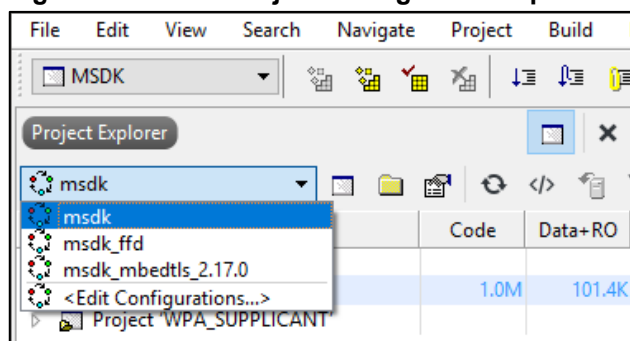 File Edit View Search Navigate Project Build
MSDK
Project Explorer
msdk
msdk
Code Data+RO
msdk_ffd
msdk_mbedtls_2.17.0
<Edit Configurations...>
1.0M 101.4K
Project 'WPA_SUPPLICANT'